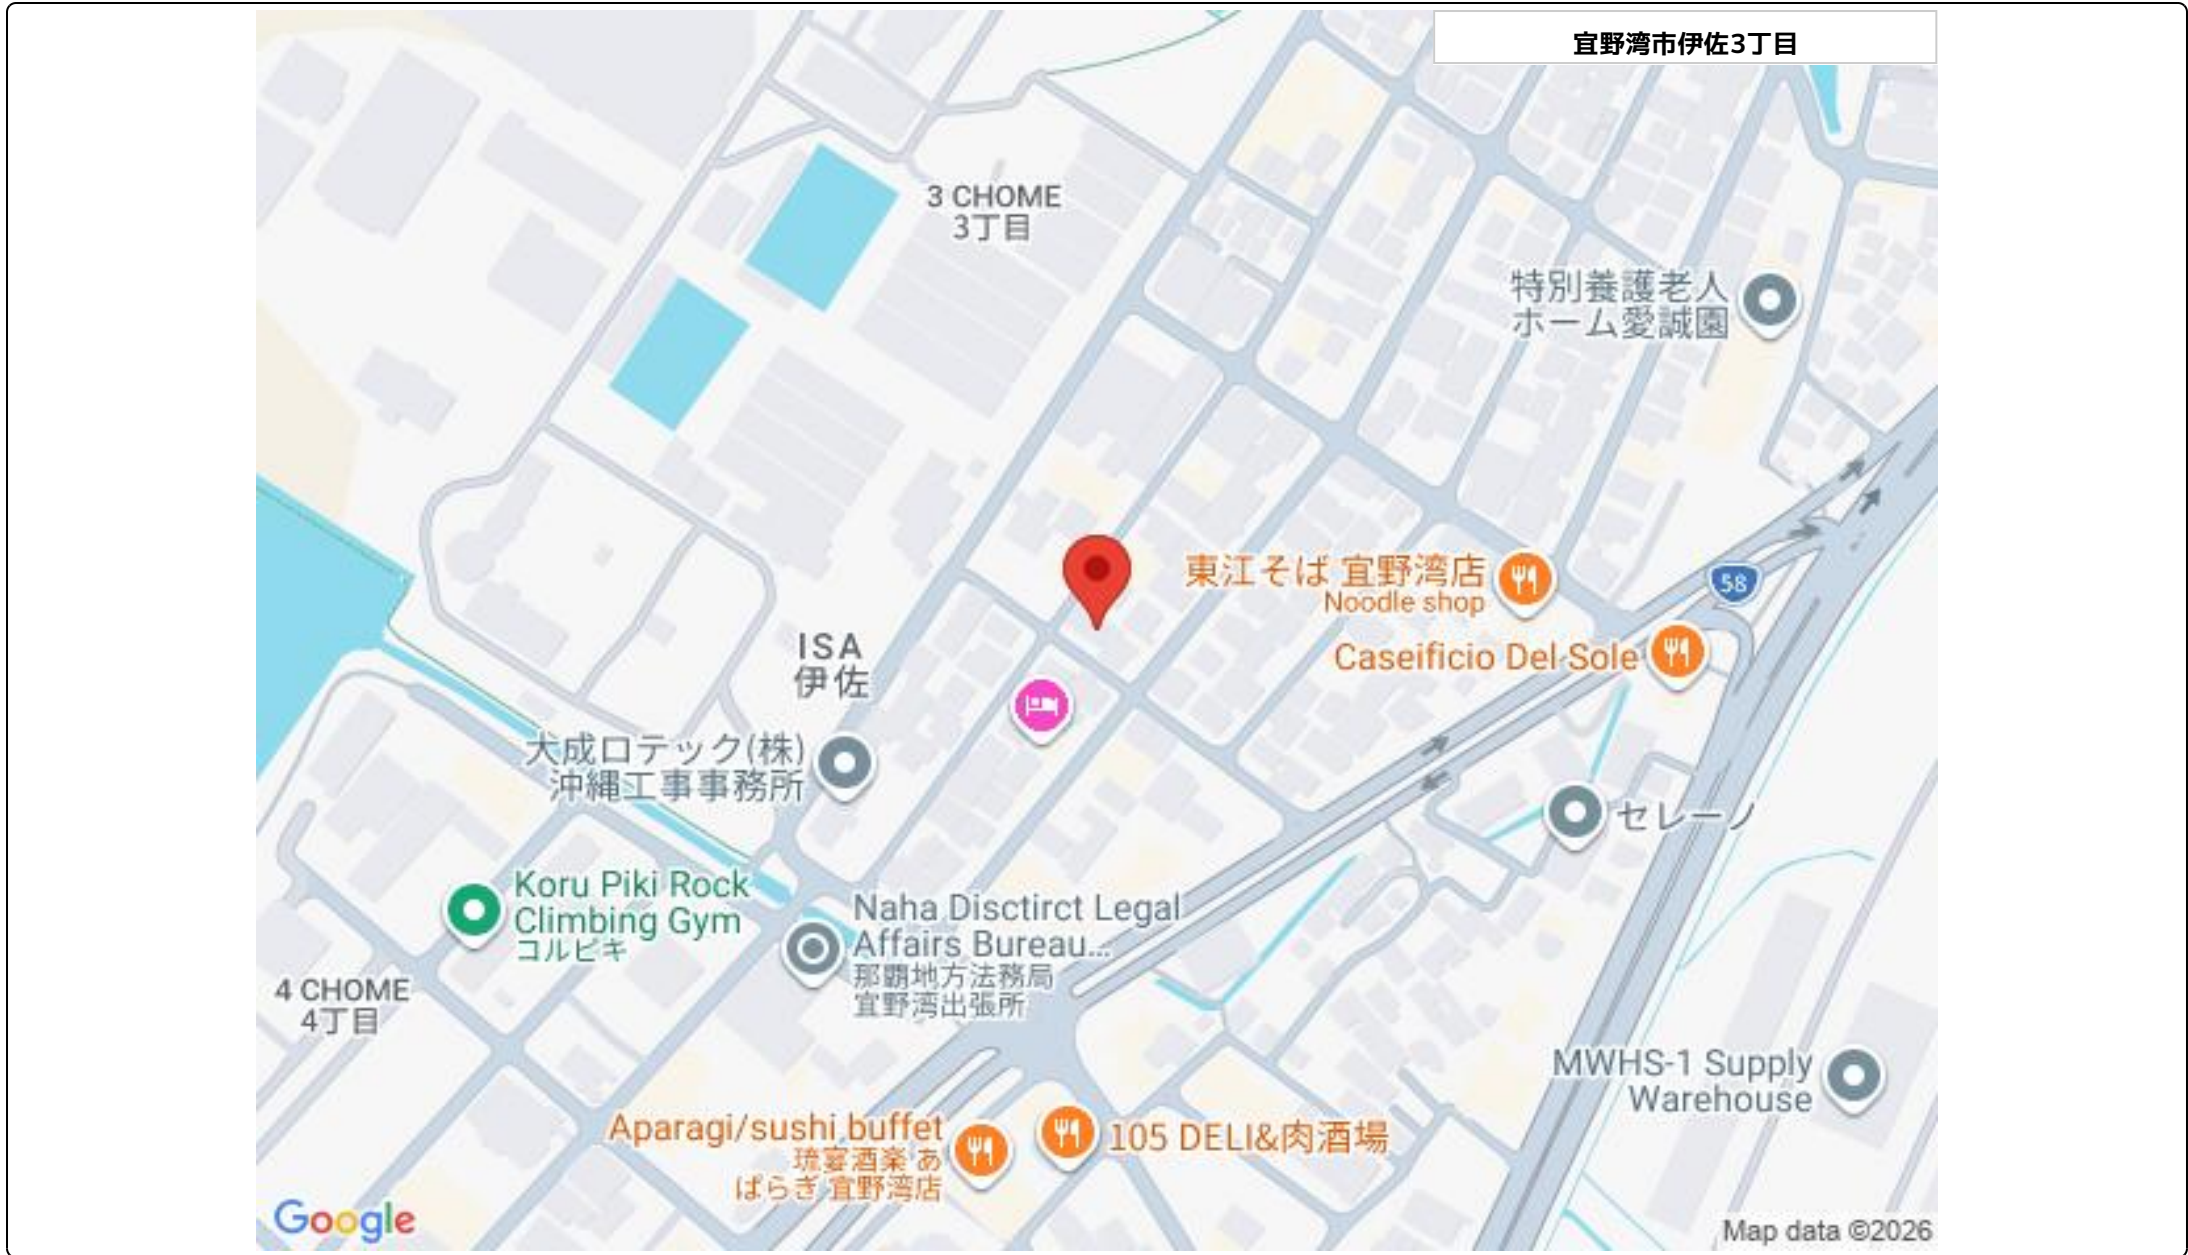 宜野湾市伊佐3丁目
3 CHOME
3丁目
特別養護老人
ホーム愛誠園
東江そば 宜野湾店
Noodle shop
58
Caseificio Del Sole
ISA
伊佐
大成ロテック(株)
沖縄工事事務所
セレーノ
Koru Piki Rock
Climbing Gym
コルピキ
Naha Disctirct Legal
Affairs Bureau...
那覇地方法務局
宜野湾出張所
4 CHOME
4丁目
MWHS-1 Supply
Warehouse
Aparagi/sushi buffet
琉宴酒楽 あ
ぱらぎ 宜野湾店
105 DELI&肉酒場
Google
Map data ©2026